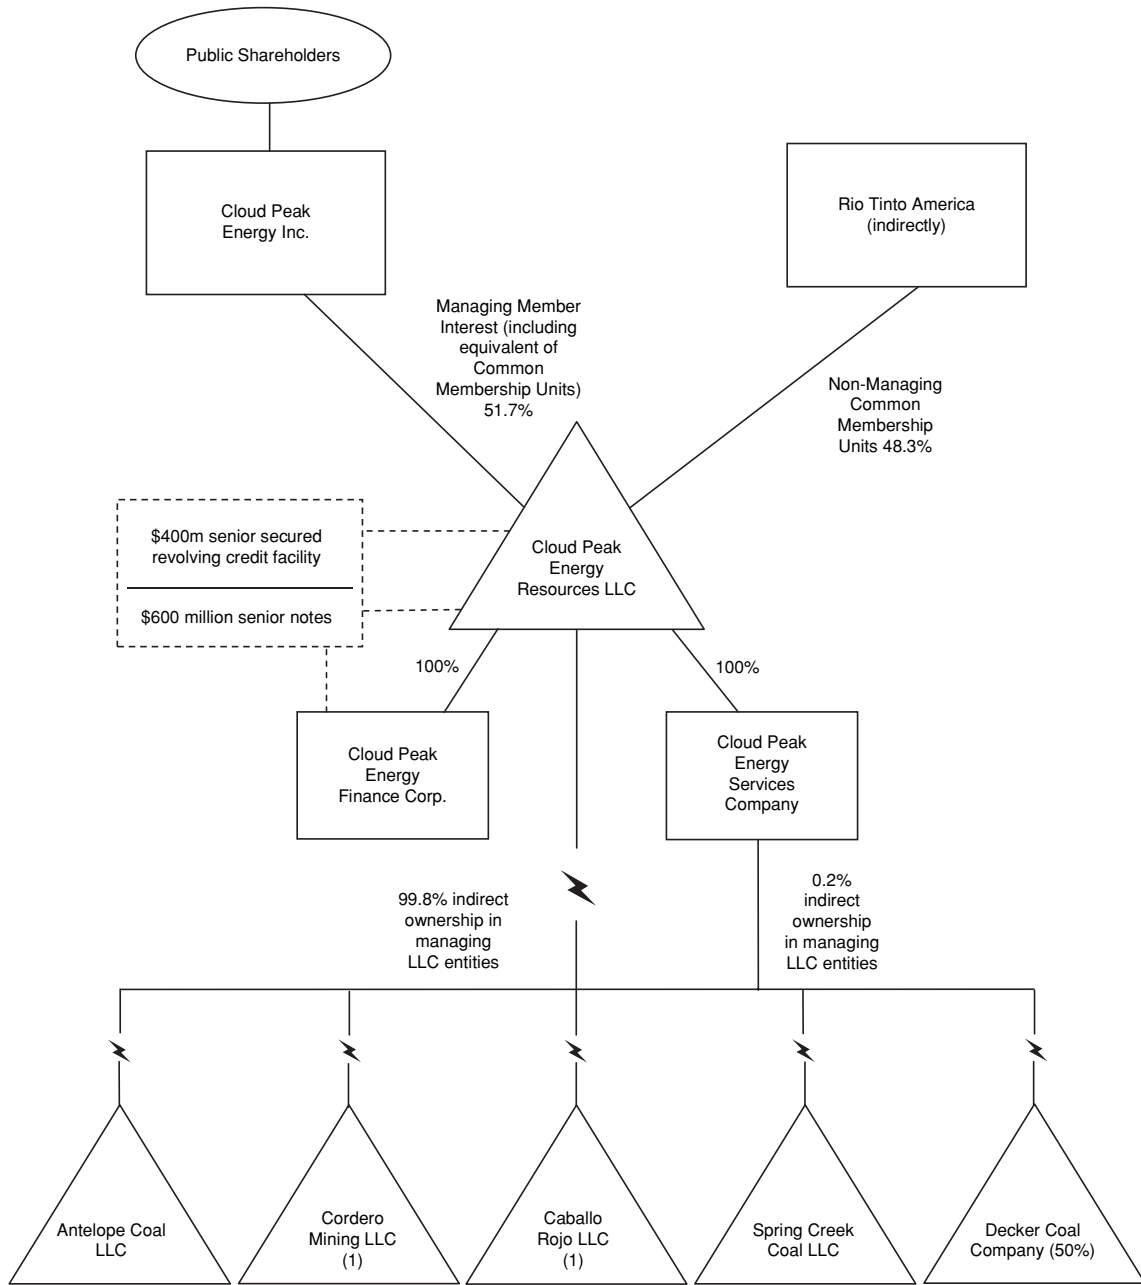 Public Shareholders
Cloud Peak
Energy Inc.
Rio Tinto America
(indirectly)
Managing Member
Interest (including
equivalent of
Common
Membership Units)
51.7%
Non-Managing
Common
Membership
Units 48.3%
$400m senior secured
revolving credit facility
$600 million senior notes
Cloud Peak
Energy
Resources LLC
100%
100%
Cloud Peak
Energy
Finance Corp.
Cloud Peak
Energy
Services
Company
99.8% indirect
ownership in
managing
LLC entities
0.2%
indirect
ownership
in managing
LLC entities
Antelope Coal
LLC
Cordero
Mining LLC
(1)
Caballo
Rojo LLC
(1)
Spring Creek
Coal LLC
Decker Coal
Company (50%)